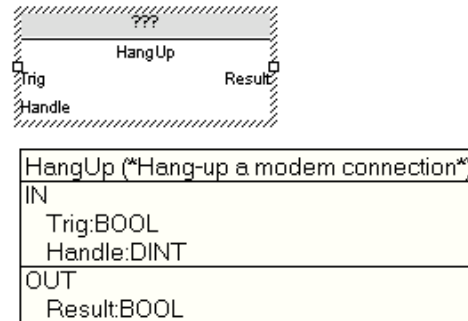 ???
HangUp
Trig Result
Handle
HangUp (*Hang-up a modem connection*)
IN
Trig:BOOL
Handle:DINT
OUT
Result:BOOL